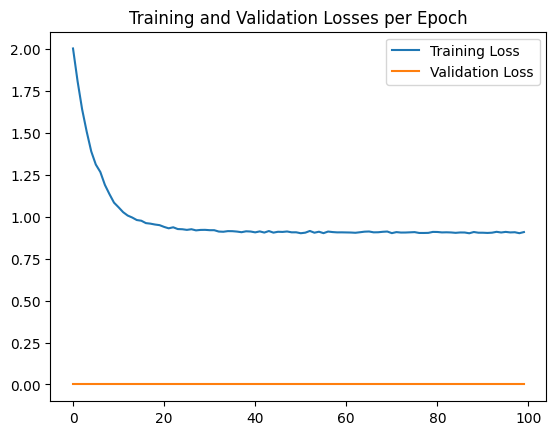 Training and Validation Losses per Epoch
Training Loss
Validation Loss
2.00
1.75
1.50
1.25
1.00
0.75
0.50
0.25
0.00
0 20 40 60 80 100